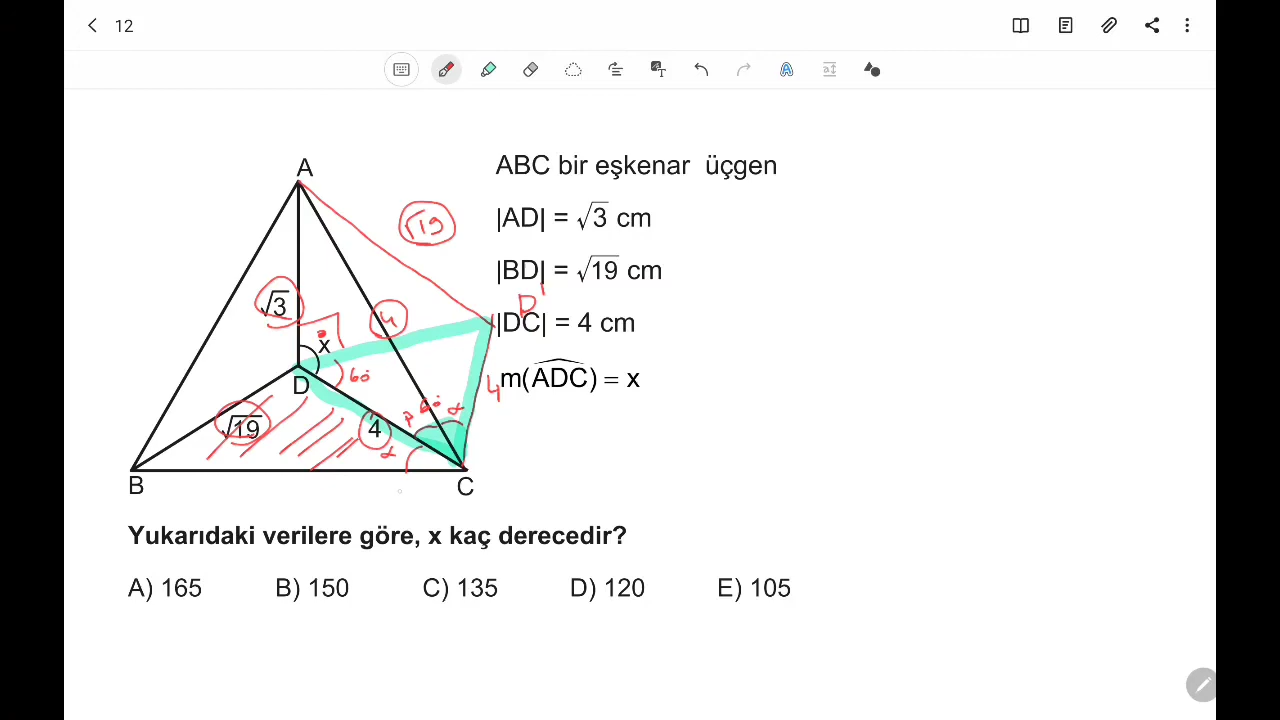 12
A
ABC bir eşkenar üçgen
√19
|AD| = √3 cm
|BD| = √19 cm
D'
√3
4
|DC| = 4 cm
x
60
4
m(ADC) = x
D
√19
4
β
60
α
α
B
C
Yukarıdaki verilere göre, x kaç derecedir?
A) 165 B) 150 C) 135 D) 120 E) 105